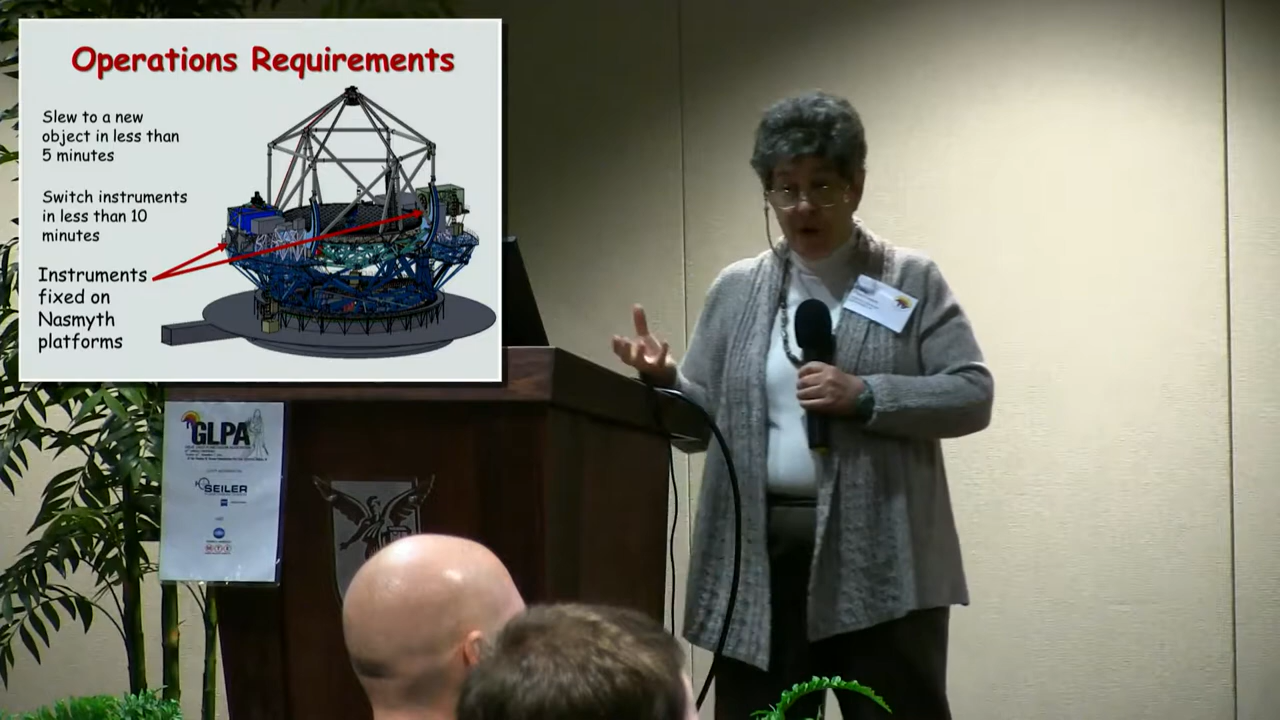 Operations Requirements
Slew to a new
object in less than
5 minutes
Switch instruments
in less than 10
minutes
Instruments
fixed on
Nasmyth
platforms
GLPA
SEILER